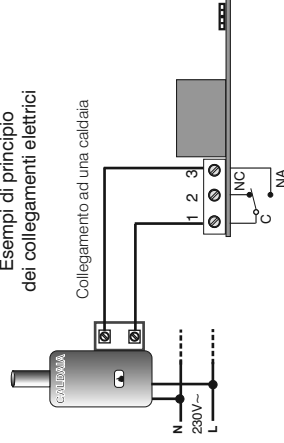 Esempi di principio
dei collegamenti elettrici
Collegamento ad una caldaia
CALDAIA
1 2 3
NC
C
NA
N
230V~
L